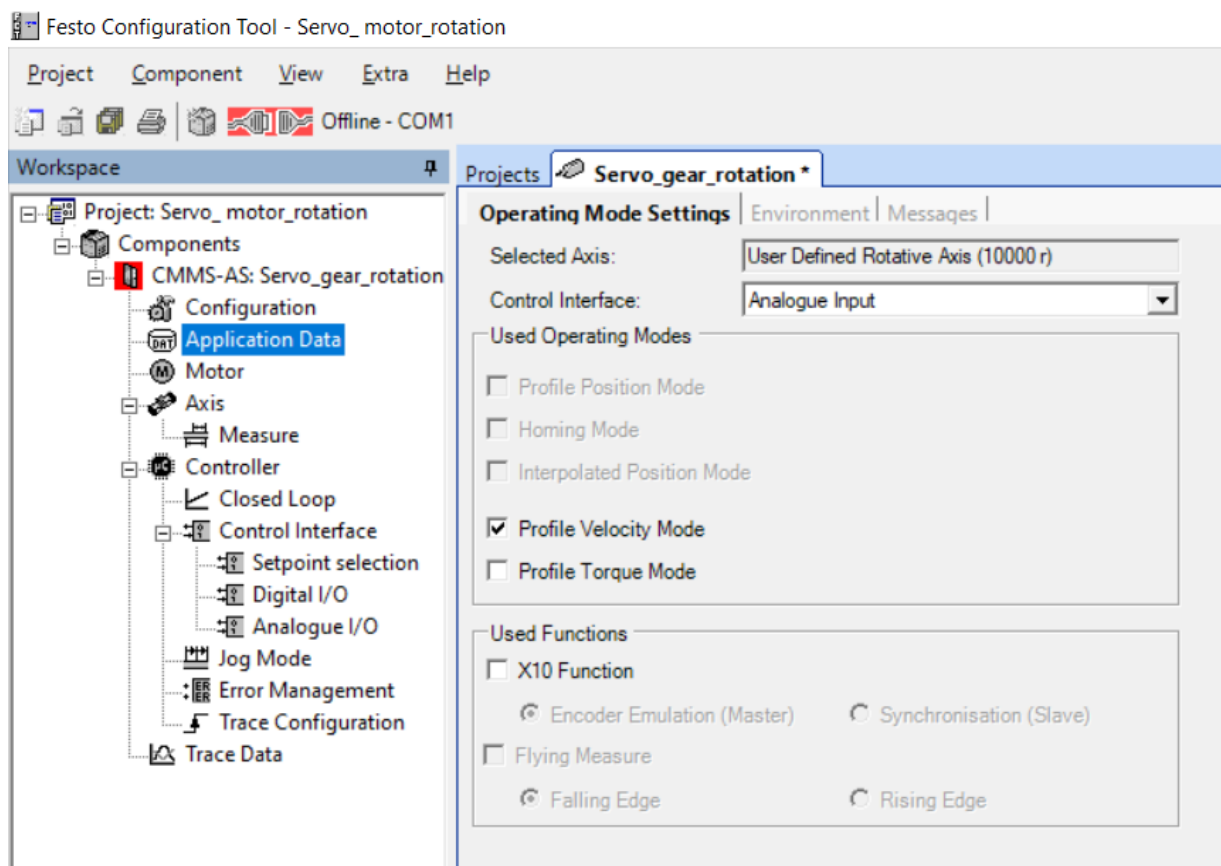 Festo Configuration Tool - Servo_ motor_rotation
Project Component View Extra Help
Offline - COM1
Workspace
Project: Servo_ motor_rotation
Components
CMMS-AS: Servo_gear_rotation
Configuration
DAT Application Data
M Motor
Axis
Measure
µC Controller
Closed Loop
Control Interface
Setpoint selection
Digital I/O
Analogue I/O
Jog Mode
ER ER Error Management
Trace Configuration
Trace Data
Projects Servo_gear_rotation *
Operating Mode Settings Environment Messages
Selected Axis: User Defined Rotative Axis (10000 r)
Control Interface: Analogue Input
Used Operating Modes
Profile Position Mode
Homing Mode
Interpolated Position Mode
Profile Velocity Mode
Profile Torque Mode
Used Functions
X10 Function
Encoder Emulation (Master) Synchronisation (Slave)
Flying Measure
Falling Edge Rising Edge